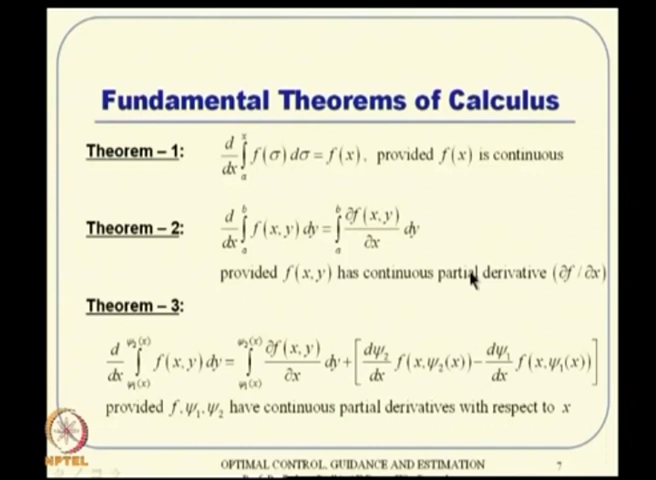 Fundamental Theorems of Calculus
Theorem – 1: d/dx ∫_a^x f(σ) dσ = f(x), provided f(x) is continuous
Theorem – 2: d/dx ∫_a^b f(x, y) dy = ∫_a^b ∂f(x, y)/∂x dy
provided f(x, y) has continuous partial derivative (∂f / ∂x)
Theorem – 3:
d/dx ∫_{ψ₁(x)}^{ψ₂(x)} f(x, y) dy = ∫_{ψ₁(x)}^{ψ₂(x)} ∂f(x, y)/∂x dy + [dψ₂/dx f(x, ψ₂(x)) − dψ₁/dx f(x, ψ₁(x))]
provided f, ψ₁, ψ₂ have continuous partial derivatives with respect to x
NPTEL
OPTIMAL CONTROL, GUIDANCE AND ESTIMATION 7